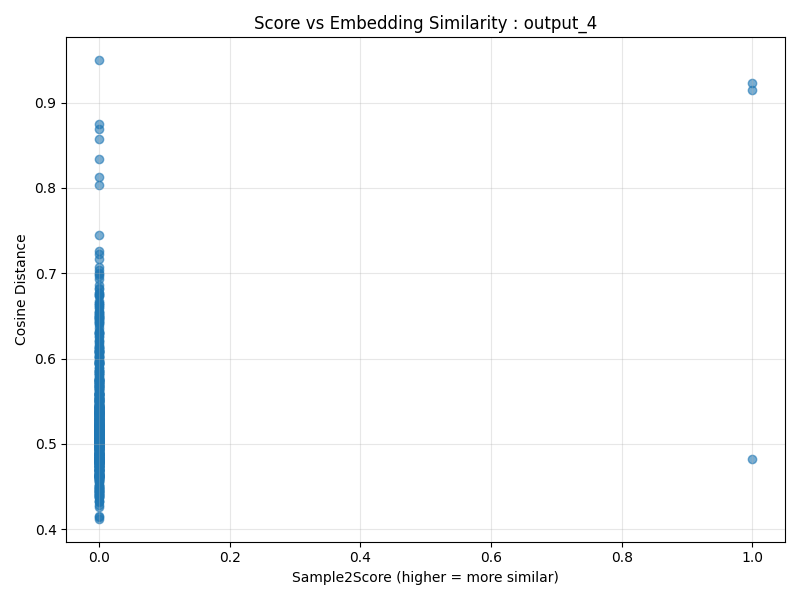 Score vs Embedding Similarity : output_4
Cosine Distance
0.9
0.8
0.7
0.6
0.5
0.4
0.0 0.2 0.4 0.6 0.8 1.0
Sample2Score (higher = more similar)